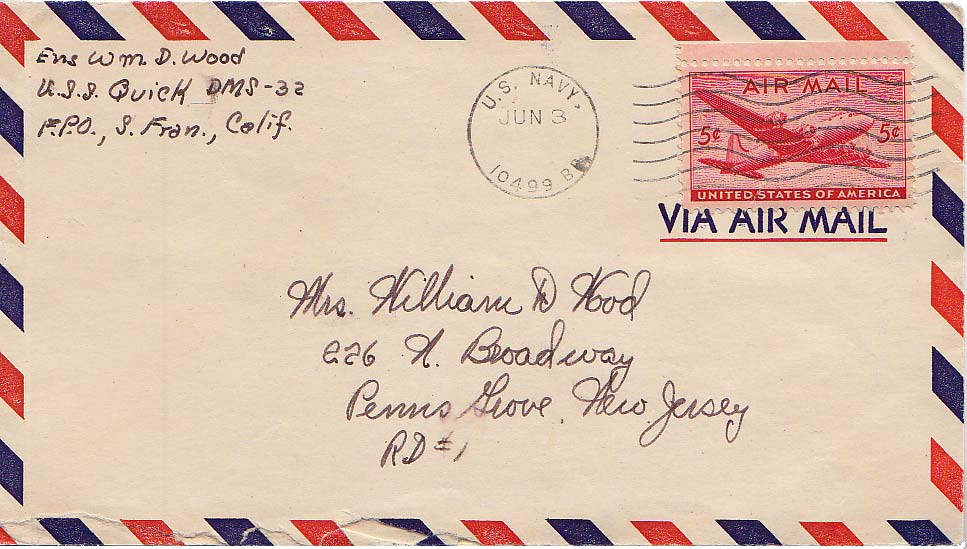 Ens Wm. D. Wood
U.S.S. Quick DMS-32
F.P.O., S. Fran., Calif.
U.S. NAVY
JUN 3
10499 BR
AIR MAIL
5¢ 5¢
UNITED STATES OF AMERICA
VIA AIR MAIL
Mrs. William D Wood
226 N. Broadway
Penns Grove, New Jersey
RD #1